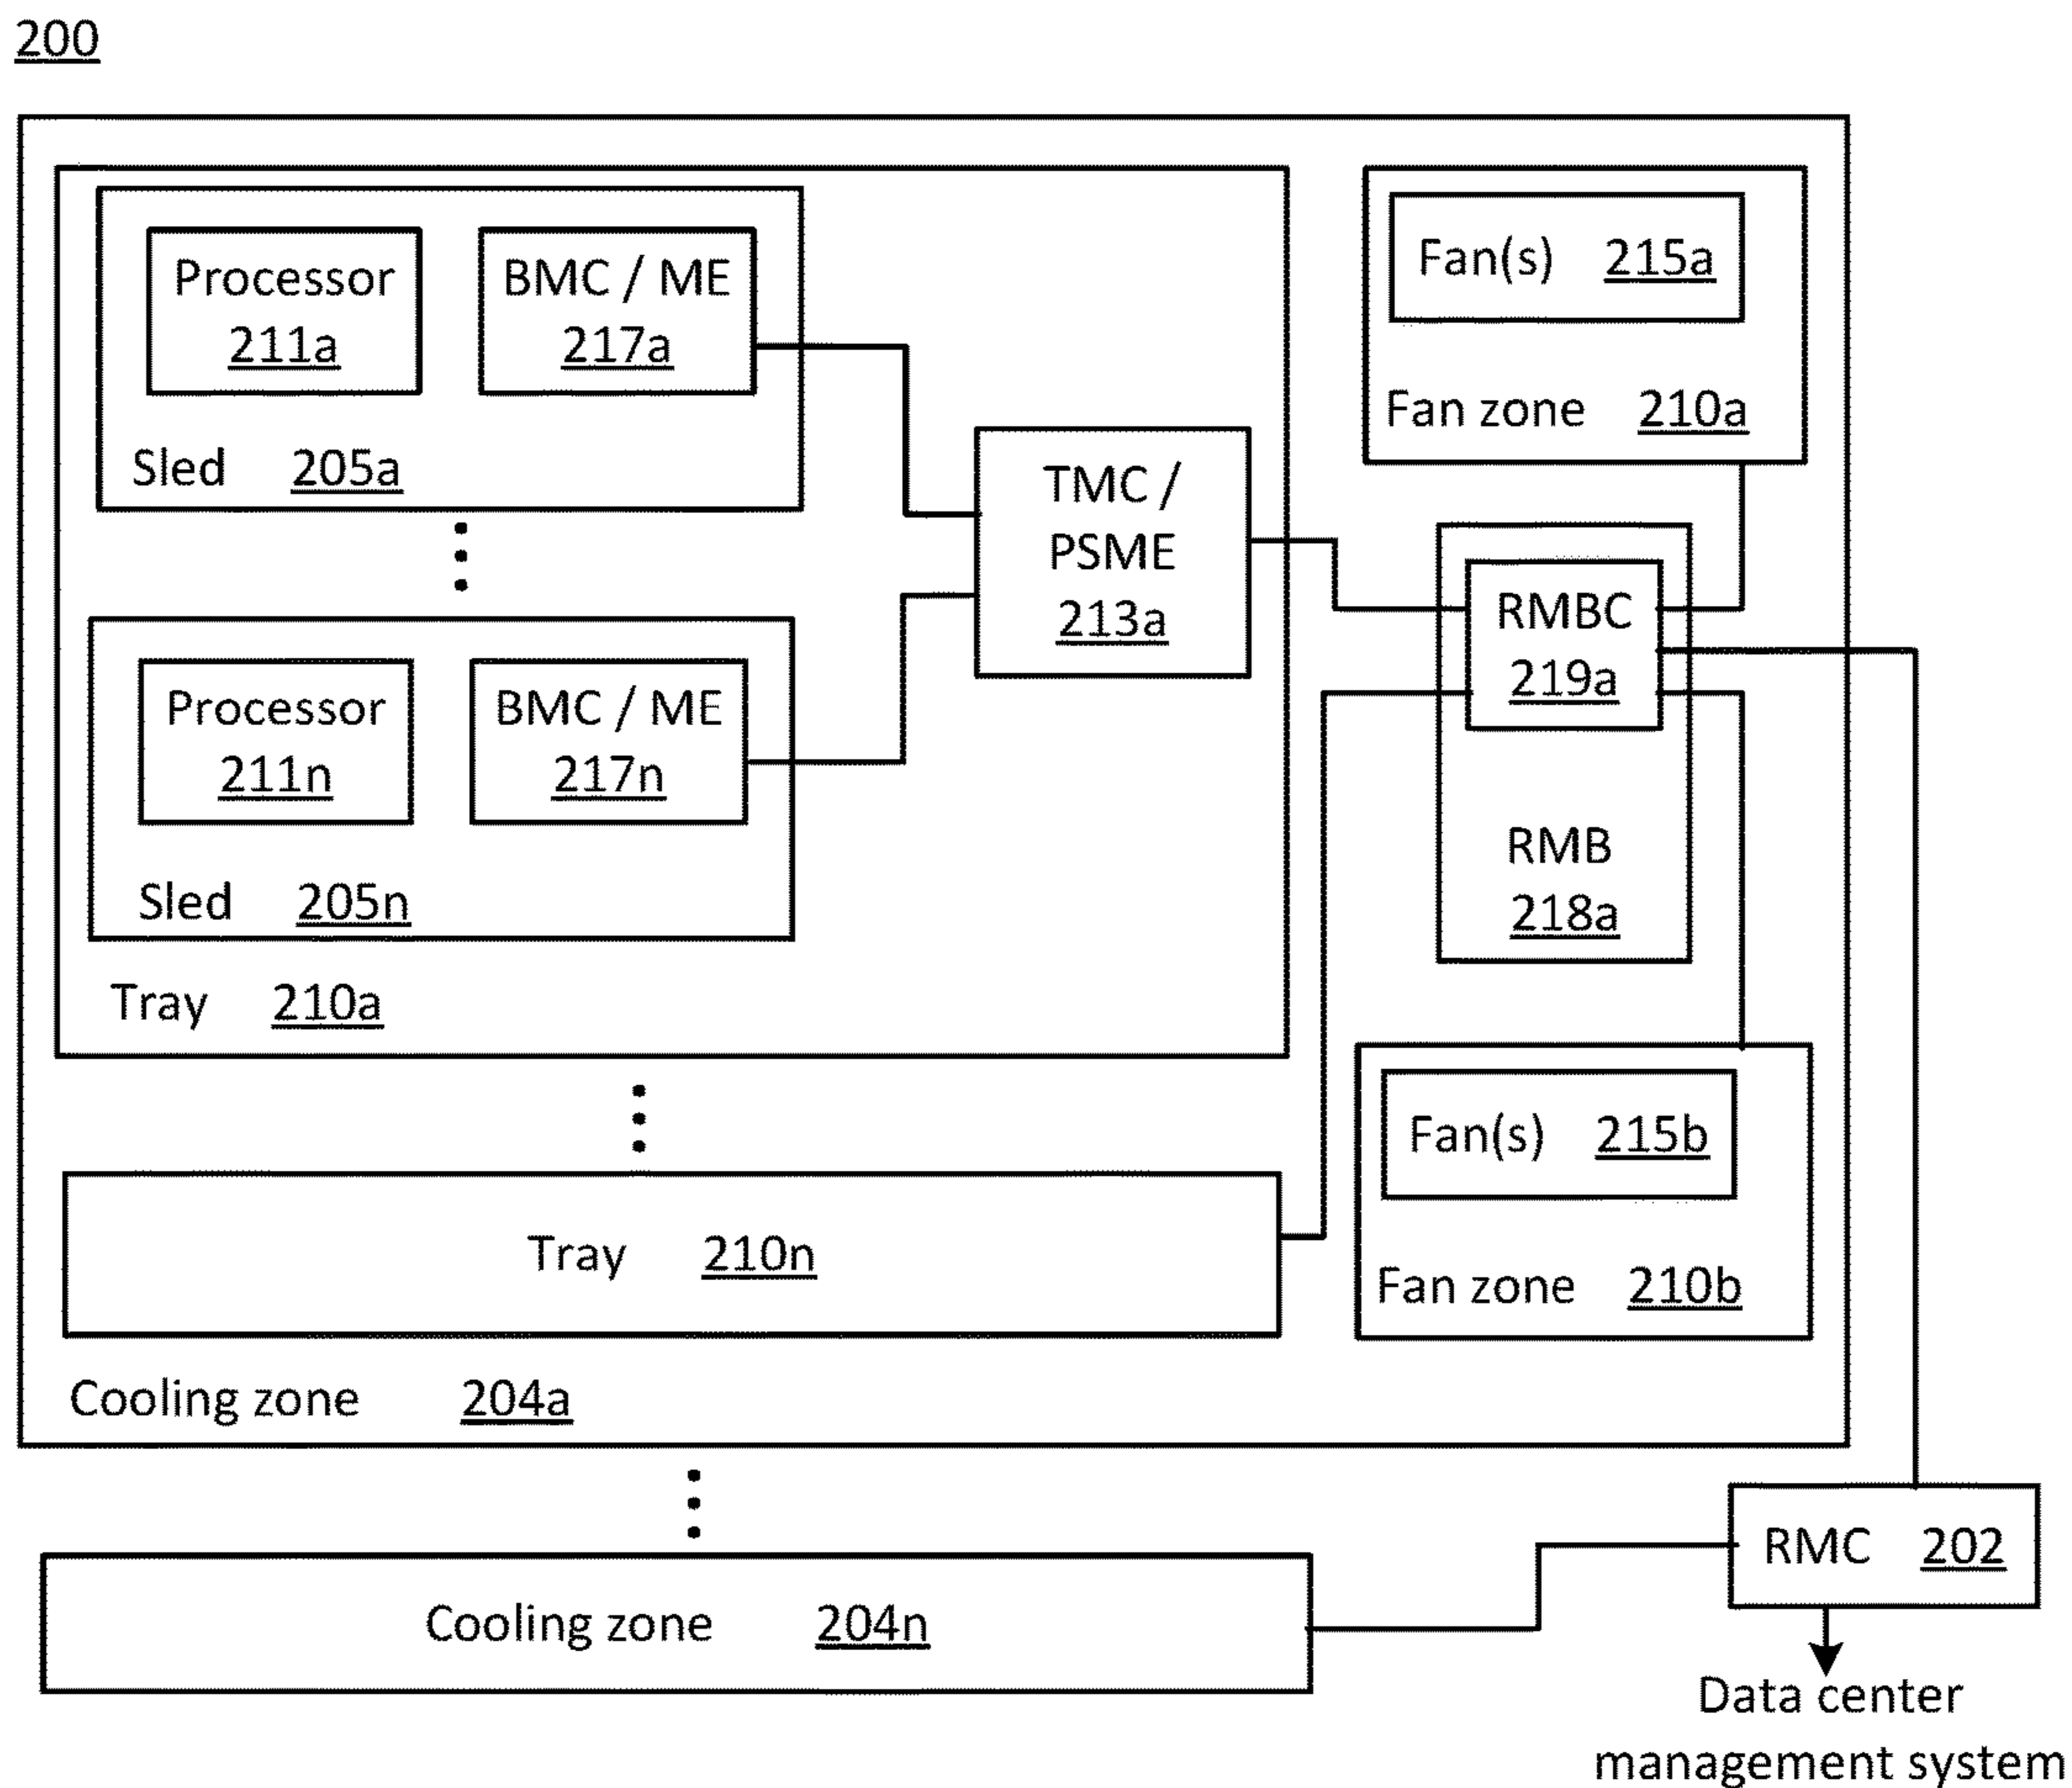 200
Processor
211a
BMC / ME
217a
Sled 205a
Processor
211n
BMC / ME
217n
Sled 205n
TMC /
PSME
213a
Tray 210a
Tray 210n
Fan(s) 215a
Fan zone 210a
RMBC
219a
RMB
218a
Fan(s) 215b
Fan zone 210b
Cooling zone 204a
Cooling zone 204n
RMC 202
Data center
management system